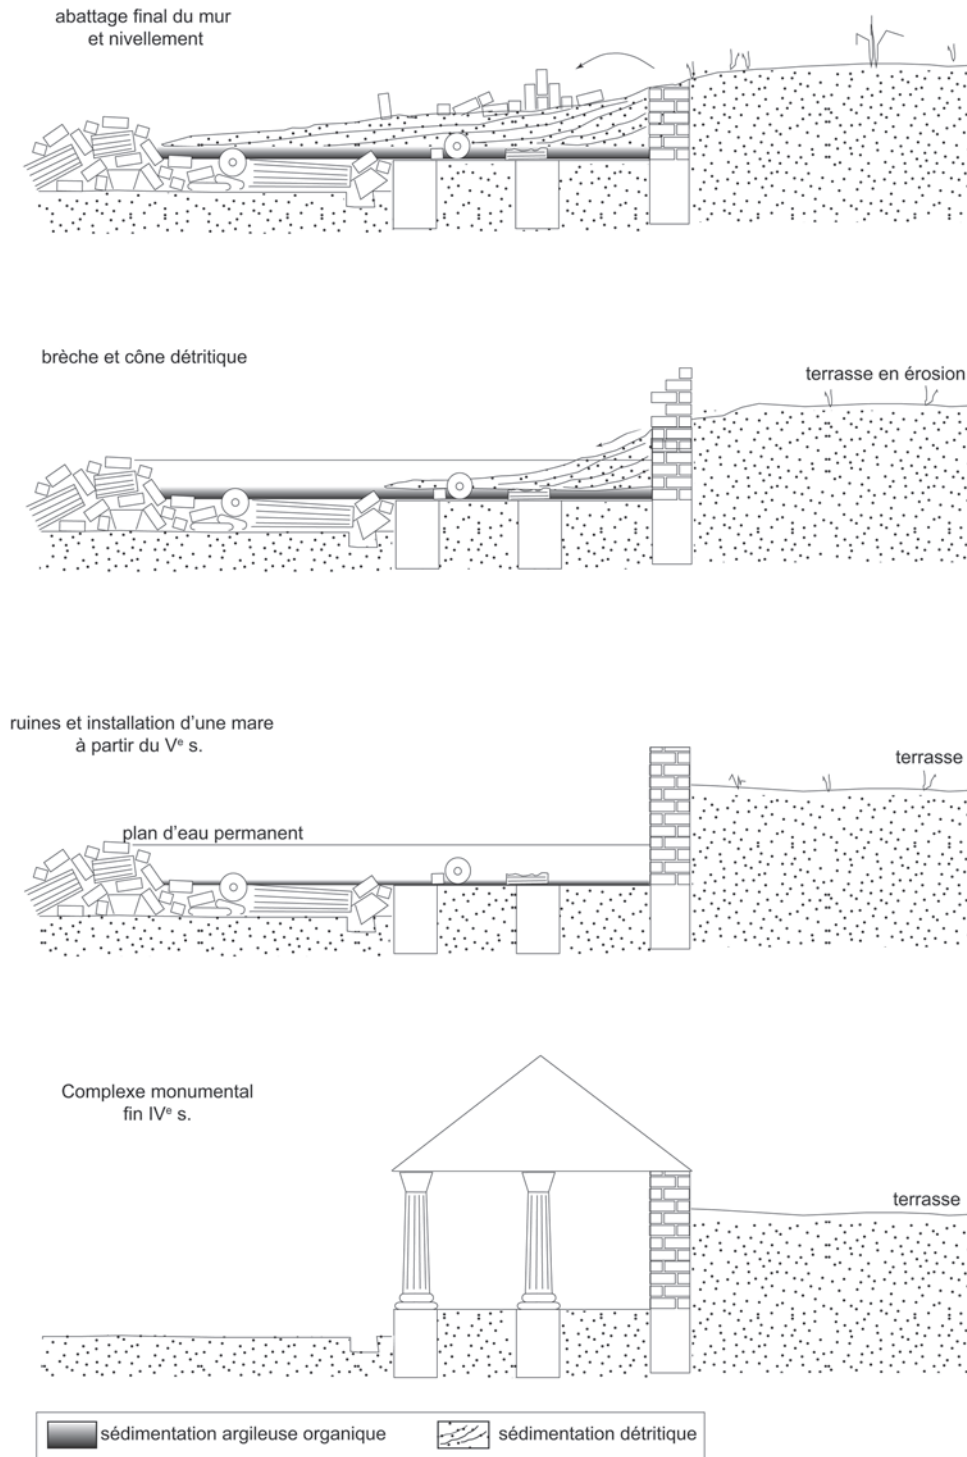 abattage final du mur
et nivellement
brèche et cône détritique
terrasse en érosion
ruines et installation d'une mare
à partir du Vᵉ s.
terrasse
plan d'eau permanent
Complexe monumental
fin IVᵉ s.
terrasse
sédimentation argileuse organique
sédimentation détritique